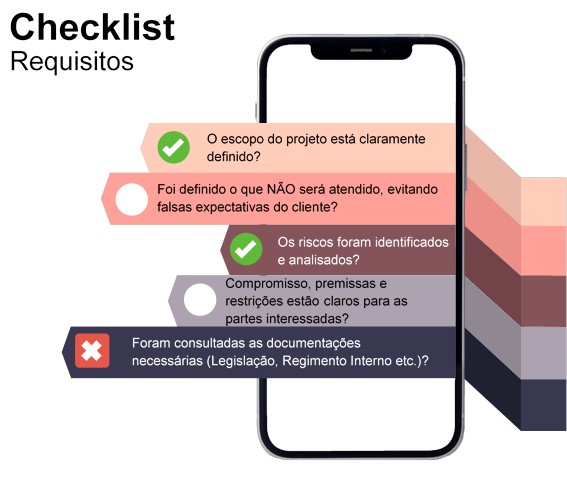 Checklist
Requisitos
O escopo do projeto está claramente
definido?
Foi definido o que NÃO será atendido, evitando
falsas expectativas do cliente?
Os riscos foram identificados
e analisados?
Compromisso, premissas e
restrições estão claros para as
partes interessadas?
Foram consultadas as documentações
necessárias (Legislação, Regimento Interno etc.)?